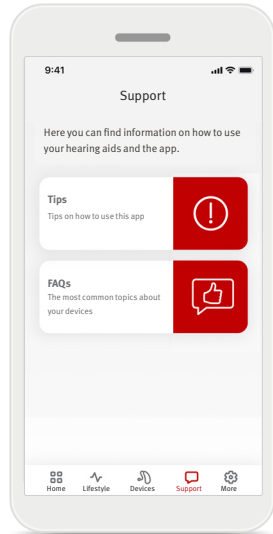 9:41
Support
Here you can find information on how to use
your hearing aids and the app.
Tips
Tips on how to use this app
FAQs
The most common topics about
your devices
Home Lifestyle Devices Support More